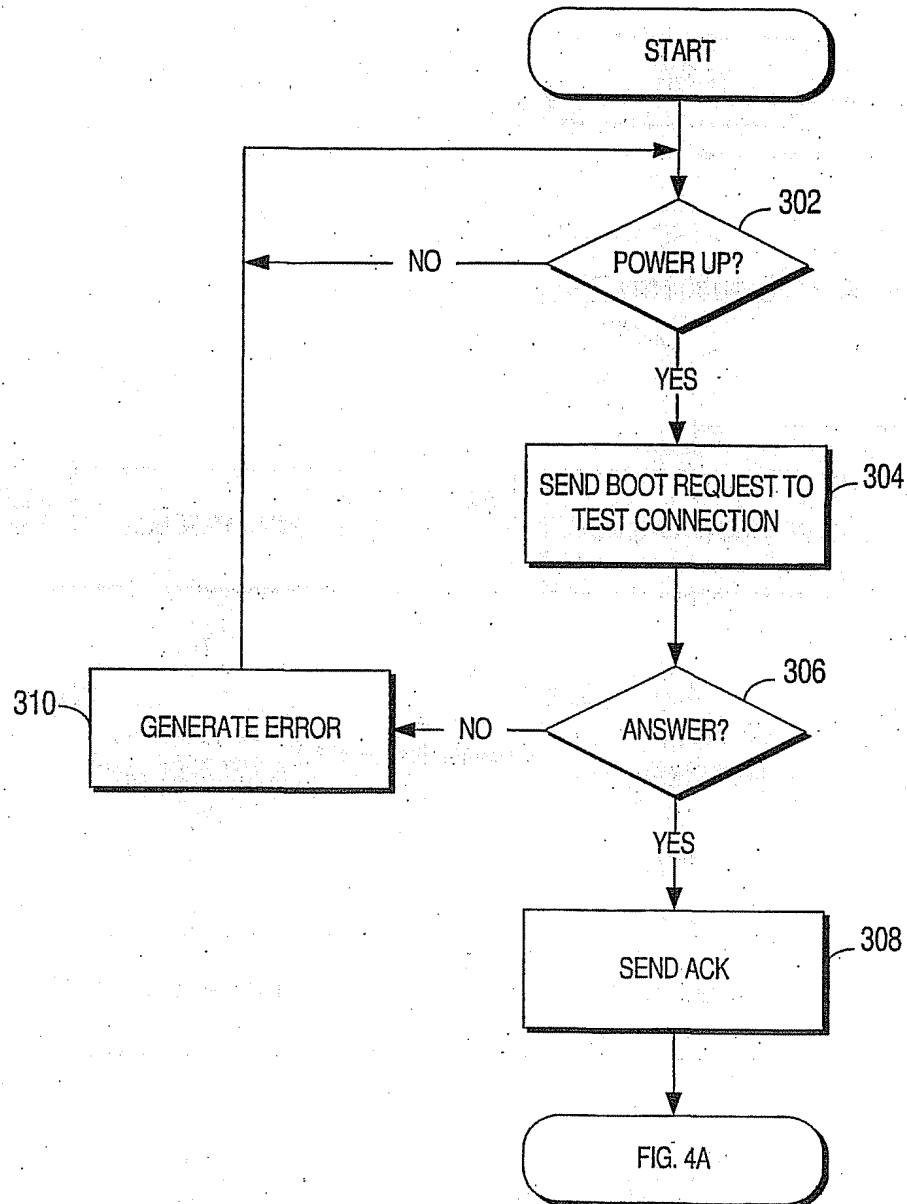 START
302
NO
POWER UP?
YES
SEND BOOT REQUEST TO
TEST CONNECTION
304
306
310
GENERATE ERROR
NO
ANSWER?
YES
SEND ACK
308
FIG. 4A